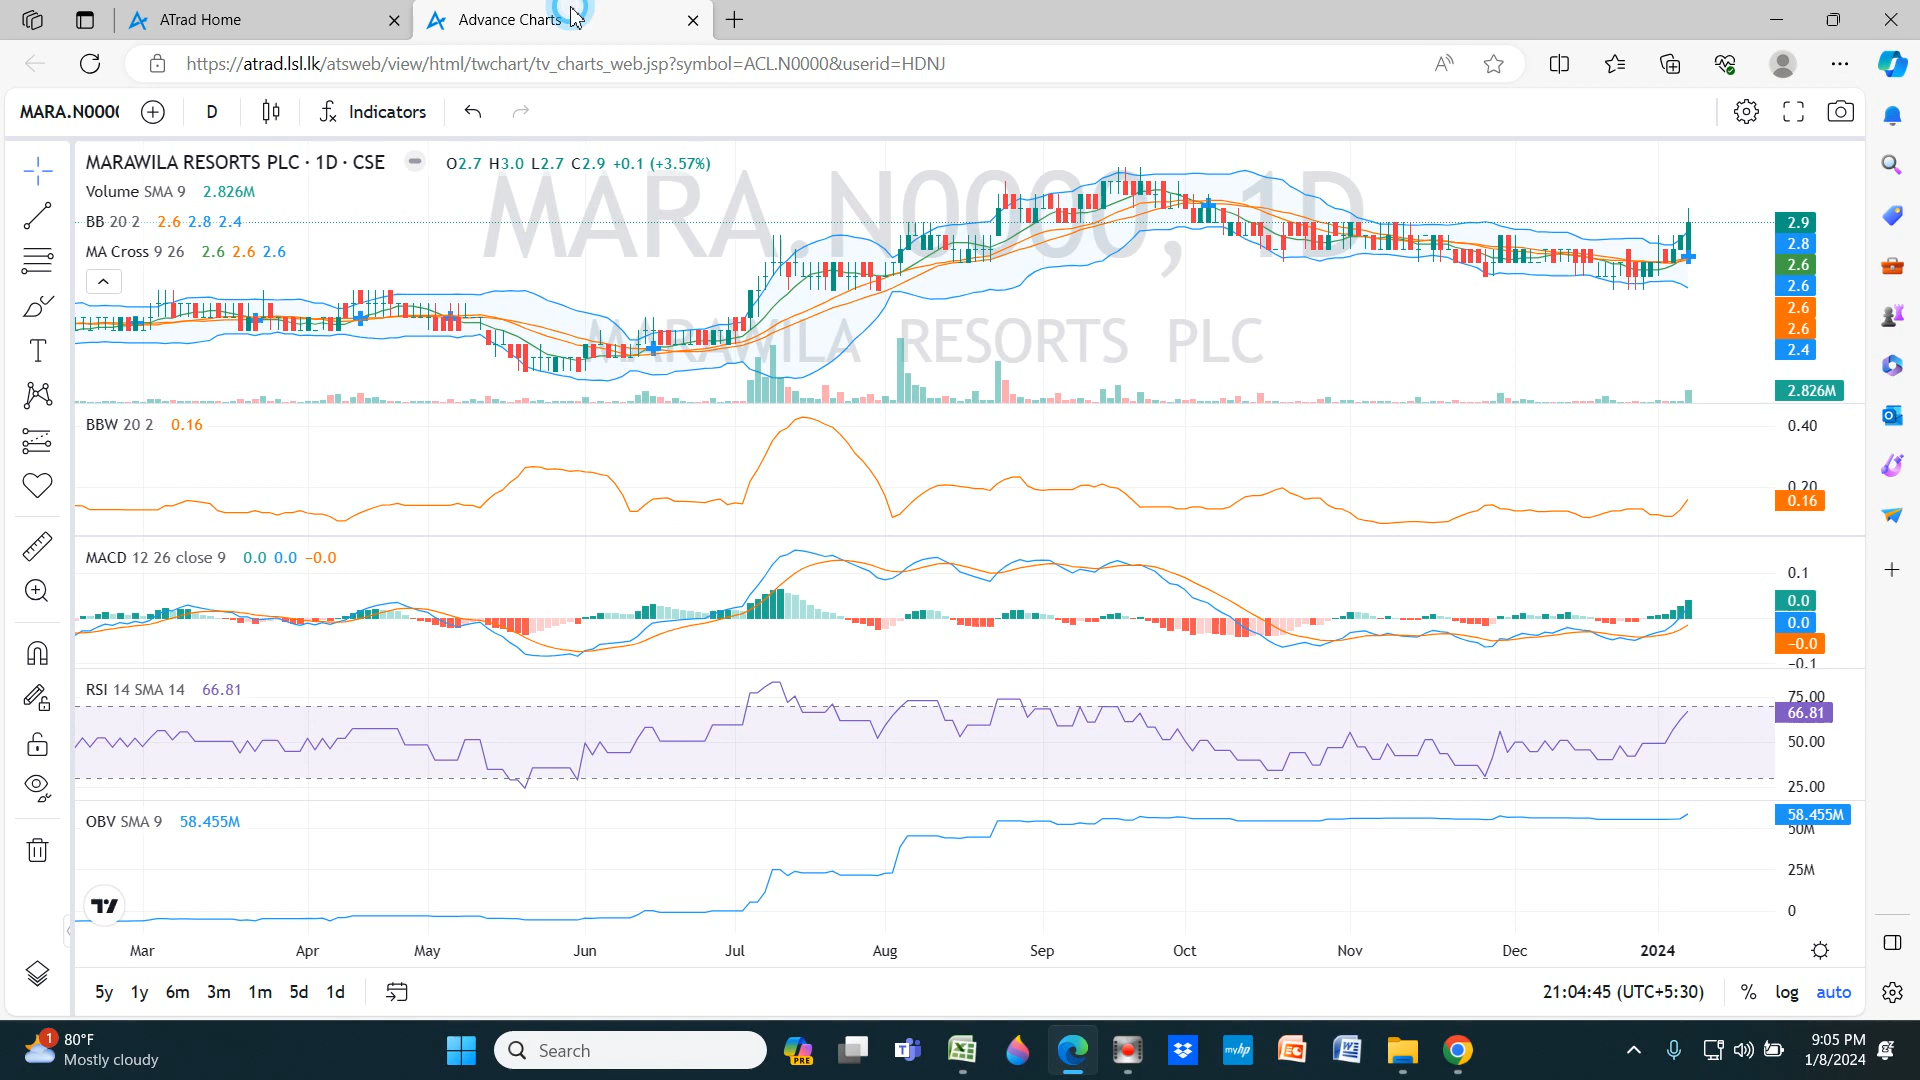 ATrad Home
Advance Charts
https://atrad.lsl.lk/atsweb/view/html/twchart/tv_charts_web.jsp?symbol=ACL.N0000&userid=HDNJ
MARA.N000
D
Indicators
MARAWILA RESORTS PLC · 1D · CSE
O2.7 H3.0 L2.7 C2.9 +0.1 (+3.57%)
Volume SMA 9 2.826M
BB 20 2 2.6 2.8 2.4
MA Cross 9 26 2.6 2.6 2.6
MARA.N0000, 1D
MARAWILA RESORTS PLC
2.9
2.8
2.6
2.6
2.6
2.6
2.4
2.826M
BBW 20 2 0.16
0.40
0.20
0.16
MACD 12 26 close 9 0.0 0.0 −0.0
0.1
0.0
0.0
−0.0
−0.1
RSI 14 SMA 14 66.81
75.00
66.81
50.00
25.00
OBV SMA 9 58.455M
58.455M
50M
25M
0
Mar Apr May Jun Jul Aug Sep Oct Nov Dec 2024
5y 1y 6m 3m 1m 5d 1d
21:04:45 (UTC+5:30)
% log auto
1
80°F
Mostly cloudy
Search
PRE
myhp
9:05 PM
1/8/2024